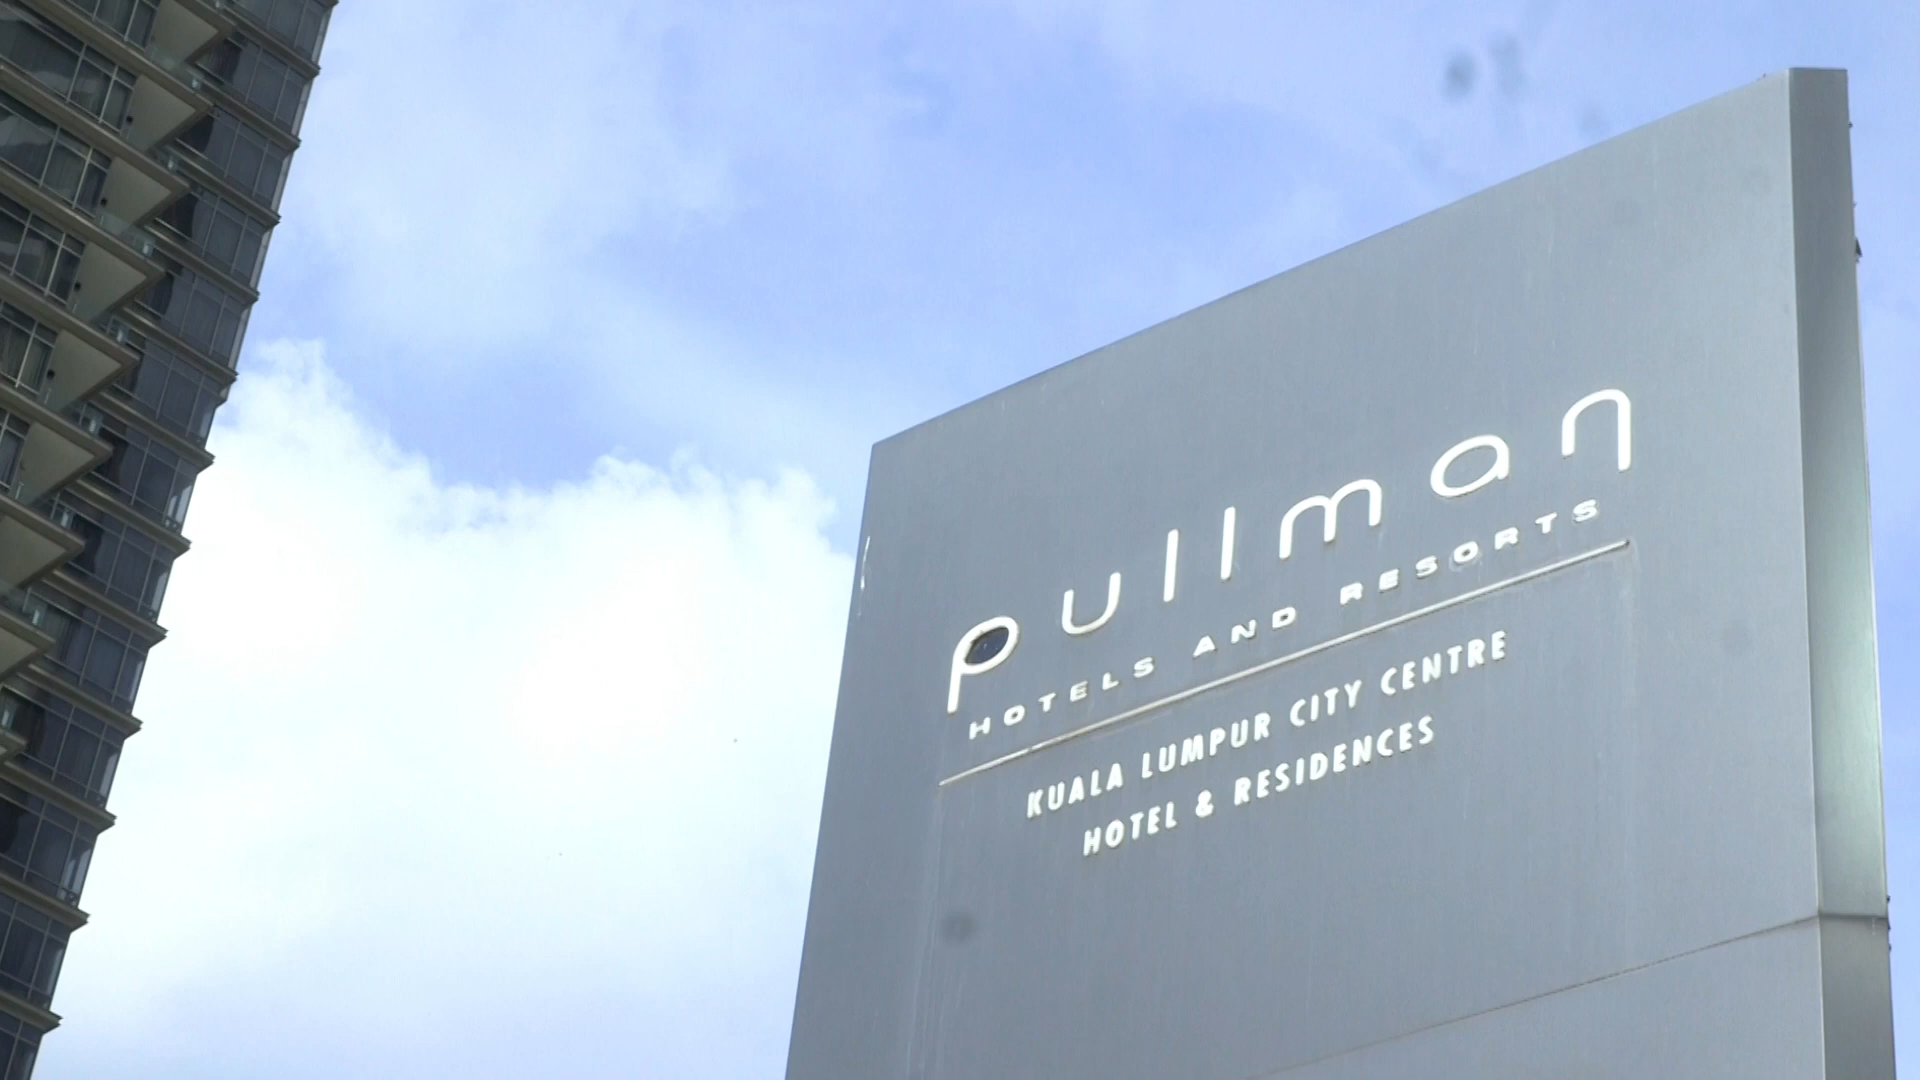 pullman
HOTELS AND RESORTS
KUALA LUMPUR CITY CENTRE
HOTEL & RESIDENCES